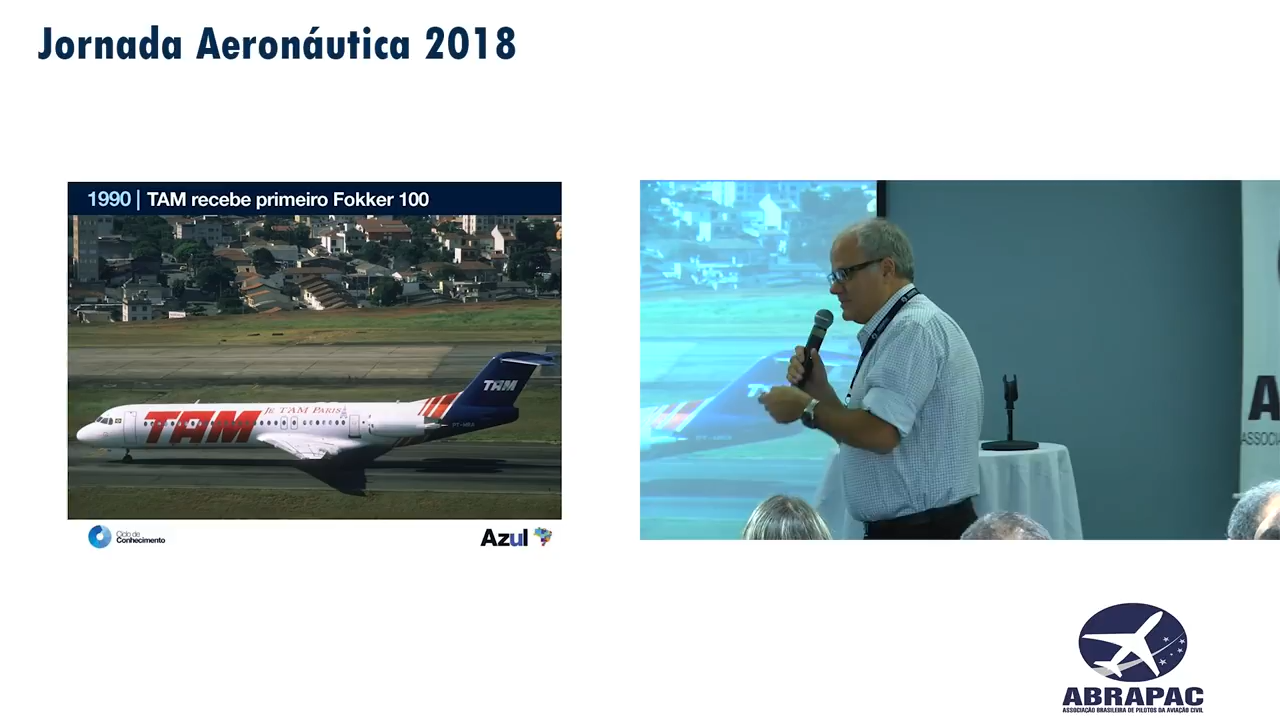 Jornada Aeronáutica 2018
1990 | TAM recebe primeiro Fokker 100
TAM
JE TAM PARIS
TAM
Ciclo de
Conhecimento
Azul
ABRAPAC
ASSOCIAÇÃO BRASILEIRA DE PILOTOS DA AVIAÇÃO CIVIL